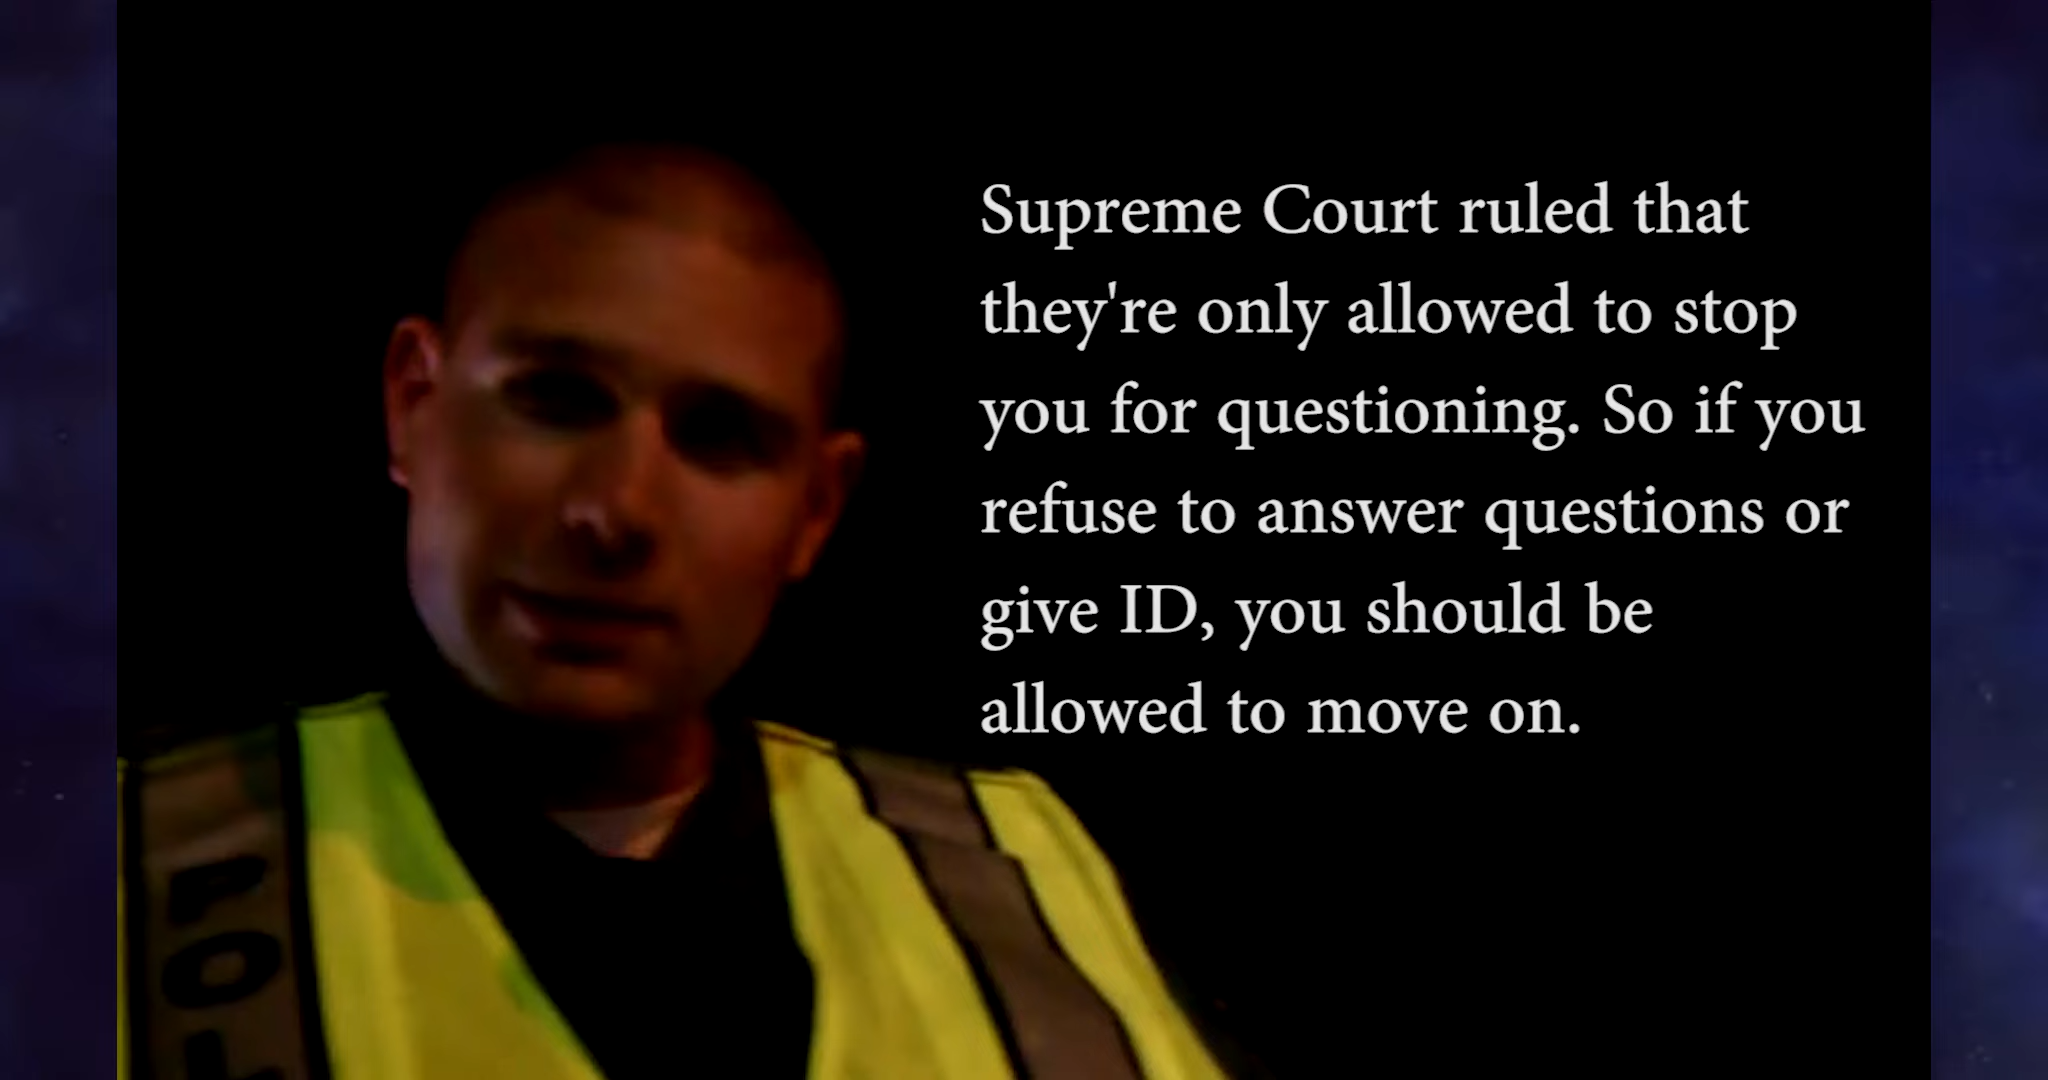 Supreme Court ruled that
they're only allowed to stop
you for questioning. So if you
refuse to answer questions or
give ID, you should be
allowed to move on.
POL